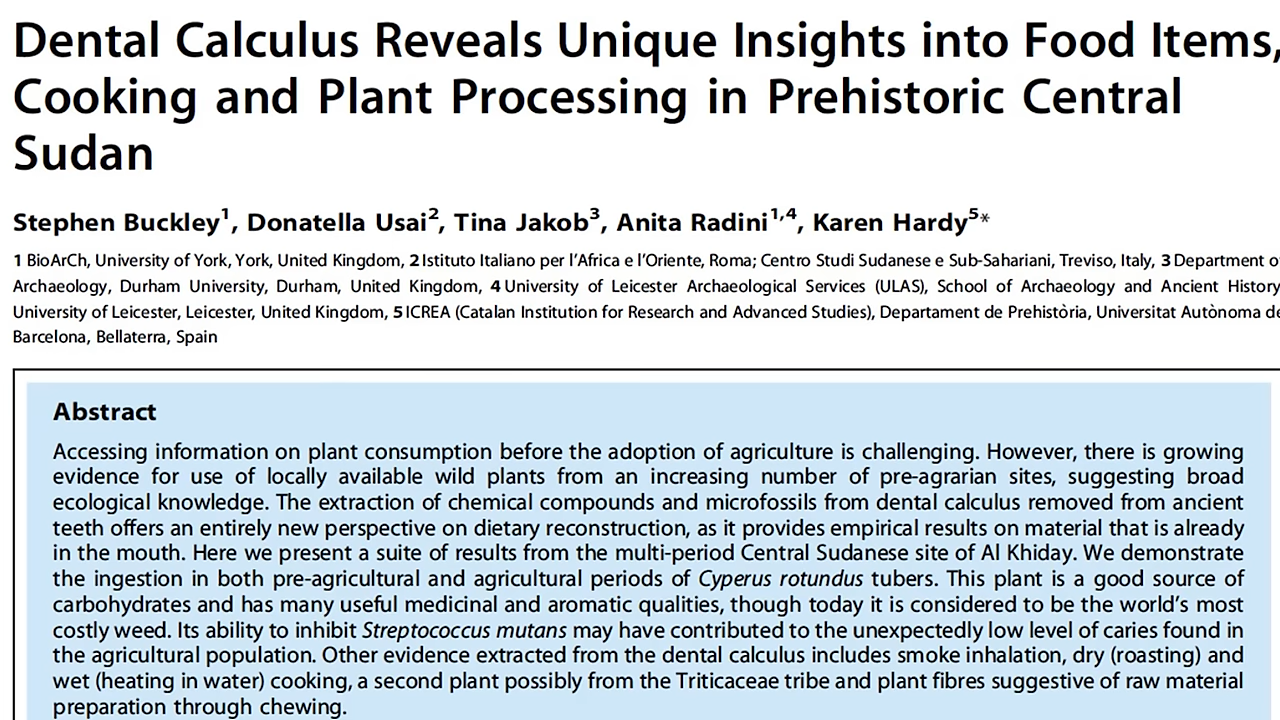 Dental Calculus Reveals Unique Insights into Food Items,
Cooking and Plant Processing in Prehistoric Central
Sudan
Stephen Buckley1, Donatella Usai2, Tina Jakob3, Anita Radini1,4, Karen Hardy5*
1 BioArCh, University of York, York, United Kingdom, 2 Istituto Italiano per l'Africa e l'Oriente, Roma; Centro Studi Sudanese e Sub-Sahariani, Treviso, Italy, 3 Department o
Archaeology, Durham University, Durham, United Kingdom, 4 University of Leicester Archaeological Services (ULAS), School of Archaeology and Ancient History
University of Leicester, Leicester, United Kingdom, 5 ICREA (Catalan Institution for Research and Advanced Studies), Departament de Prehistòria, Universitat Autònoma de
Barcelona, Bellaterra, Spain
Abstract
Accessing information on plant consumption before the adoption of agriculture is challenging. However, there is growing
evidence for use of locally available wild plants from an increasing number of pre-agrarian sites, suggesting broad
ecological knowledge. The extraction of chemical compounds and microfossils from dental calculus removed from ancient
teeth offers an entirely new perspective on dietary reconstruction, as it provides empirical results on material that is already
in the mouth. Here we present a suite of results from the multi-period Central Sudanese site of Al Khiday. We demonstrate
the ingestion in both pre-agricultural and agricultural periods of Cyperus rotundus tubers. This plant is a good source of
carbohydrates and has many useful medicinal and aromatic qualities, though today it is considered to be the world's most
costly weed. Its ability to inhibit Streptococcus mutans may have contributed to the unexpectedly low level of caries found in
the agricultural population. Other evidence extracted from the dental calculus includes smoke inhalation, dry (roasting) and
wet (heating in water) cooking, a second plant possibly from the Triticaceae tribe and plant fibres suggestive of raw material
preparation through chewing.